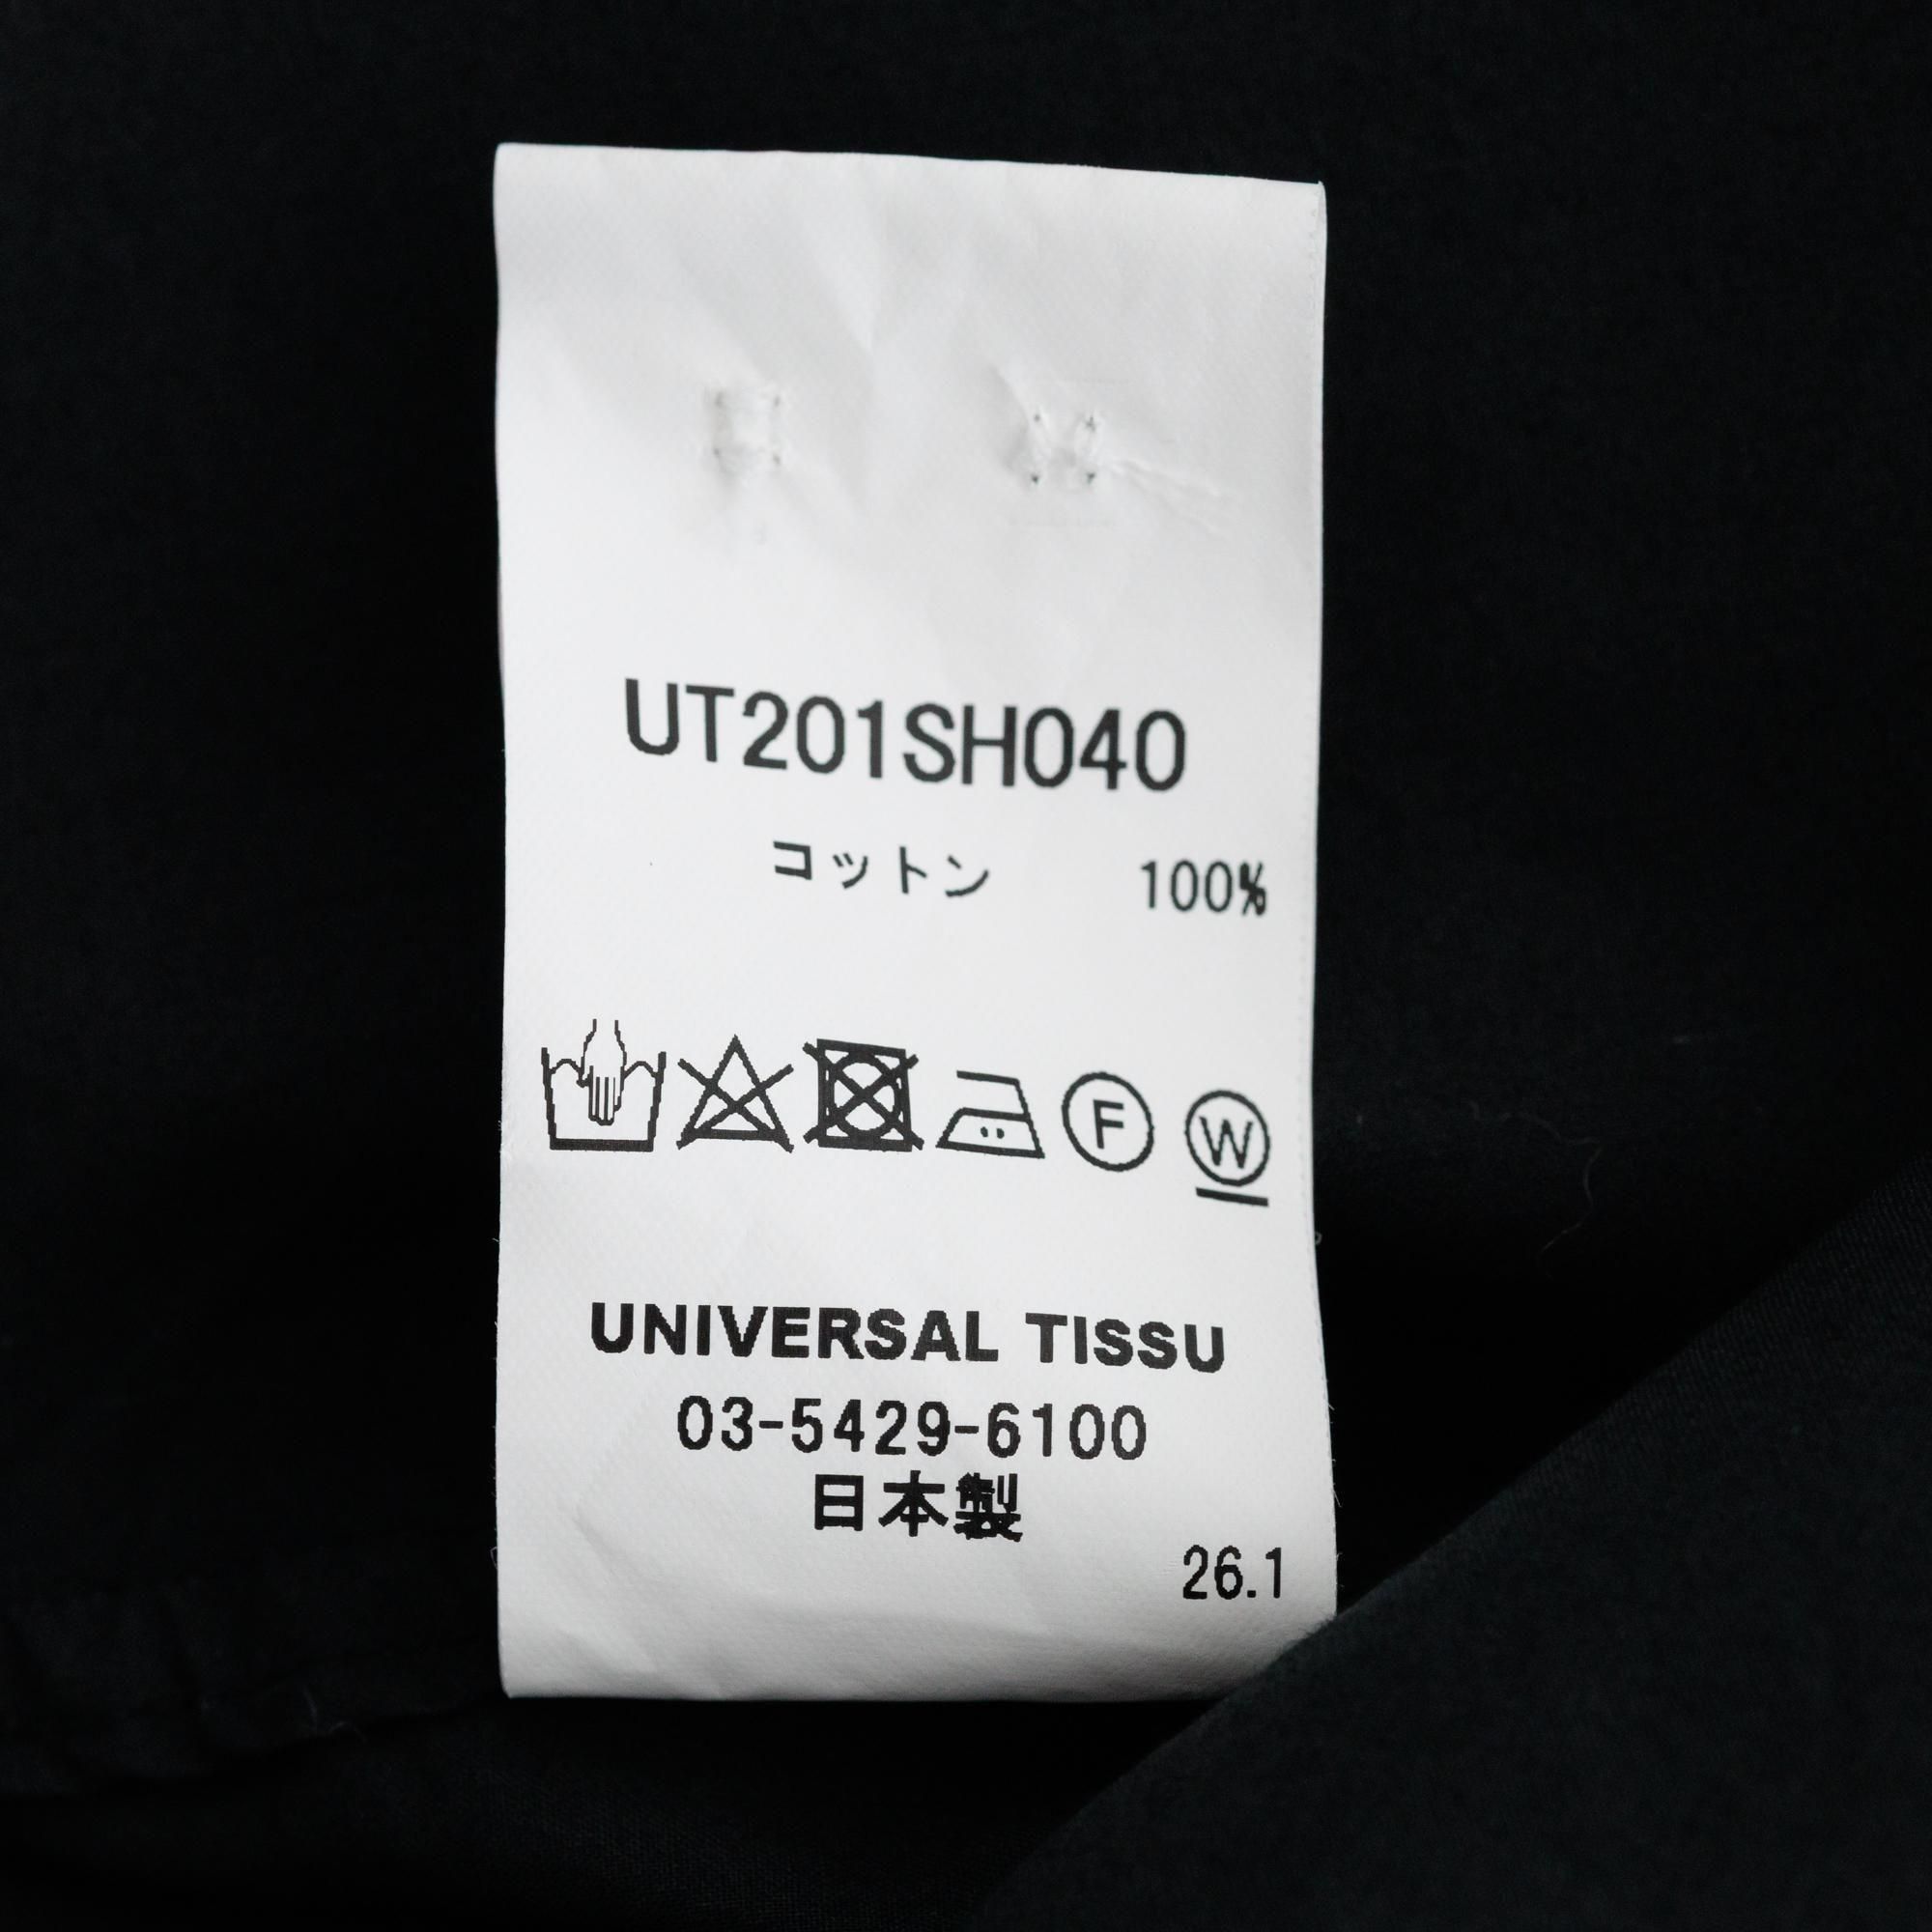 UT201SH040
コットン 100%
F W
UNIVERSAL TISSU
03-5429-6100
日本製
26.1